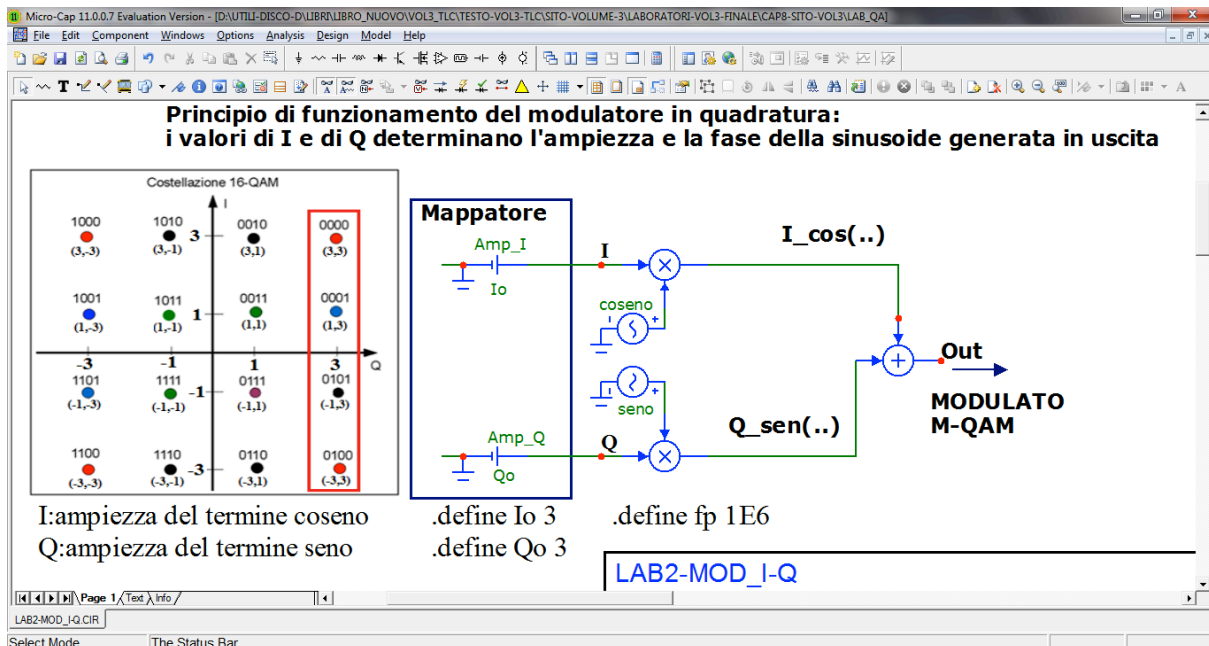 Micro-Cap 11.0.0.7 Evaluation Version - [D:\UTILI-DISCO-D\LIBRI\LIBRO_NUOVO\VOL3_TLC\TESTO-VOL3-TLC\SITO-VOLUME-3\LABORATORI-VOL3-FINALE\CAP8-SITO-VOL3\LAB_QA]
File Edit Component Windows Options Analysis Design Model Help
Principio di funzionamento del modulatore in quadratura:
i valori di I e di Q determinano l'ampiezza e la fase della sinusoide generata in uscita
Costellazione 16-QAM
I
1000 1010 0010 0000
3
(3,-3) (3,-1) (3,1) (3,3)
1001 1011 0011 0001
1
(1,-3) (1,-1) (1,1) (1,3)
-3 -1 1 3 Q
1101 1111 0111 0101
-1
(-1,-3) (-1,-1) (-1,1) (-1,3)
1100 1110 0110 0100
-3
(-3,-3) (-3,-1) (-3,1) (-3,3)
Mappatore
Amp_I
Io
I
I_cos(..)
coseno
seno
Out
MODULATO
M-QAM
Q_sen(..)
Amp_Q
Qo
Q
I:ampiezza del termine coseno
Q:ampiezza del termine seno
.define Io 3
.define Qo 3
.define fp 1E6
LAB2-MOD_I-Q
Page 1 Text Info
LAB2-MOD_I-Q.CIR
Select Mode The Status Bar